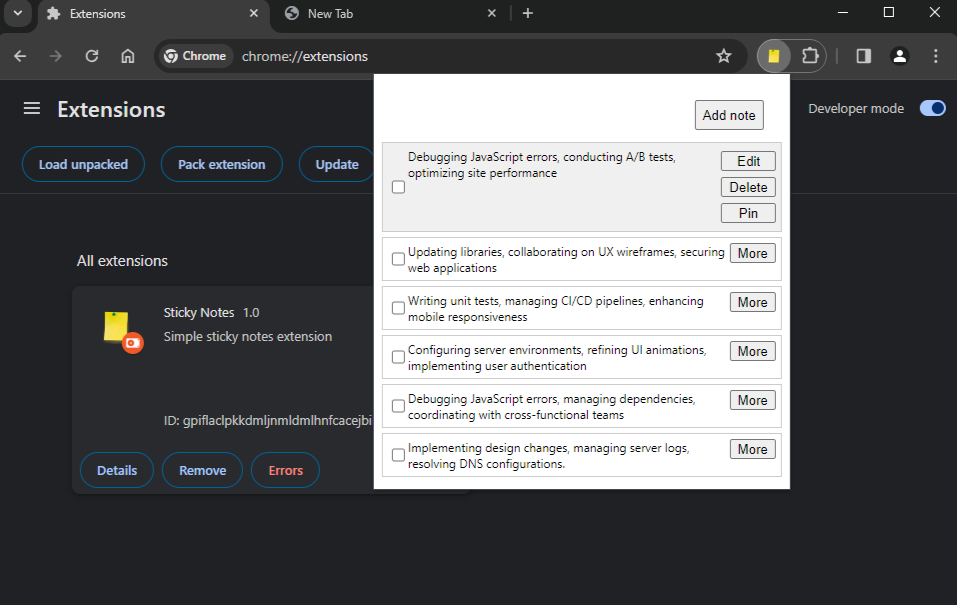 Extensions
New Tab
Chrome
chrome://extensions
Extensions
Developer mode
Load unpacked
Pack extension
Update
All extensions
Sticky Notes 1.0
Simple sticky notes extension
ID: gpiflaclpkkdmljnmldmlhnfcacejbi
Details
Remove
Errors
Add note
Debugging JavaScript errors, conducting A/B tests,
optimizing site performance
Edit
Delete
Pin
Updating libraries, collaborating on UX wireframes, securing
web applications
More
Writing unit tests, managing CI/CD pipelines, enhancing
mobile responsiveness
More
Configuring server environments, refining UI animations,
implementing user authentication
More
Debugging JavaScript errors, managing dependencies,
coordinating with cross-functional teams
More
Implementing design changes, managing server logs,
resolving DNS configurations.
More